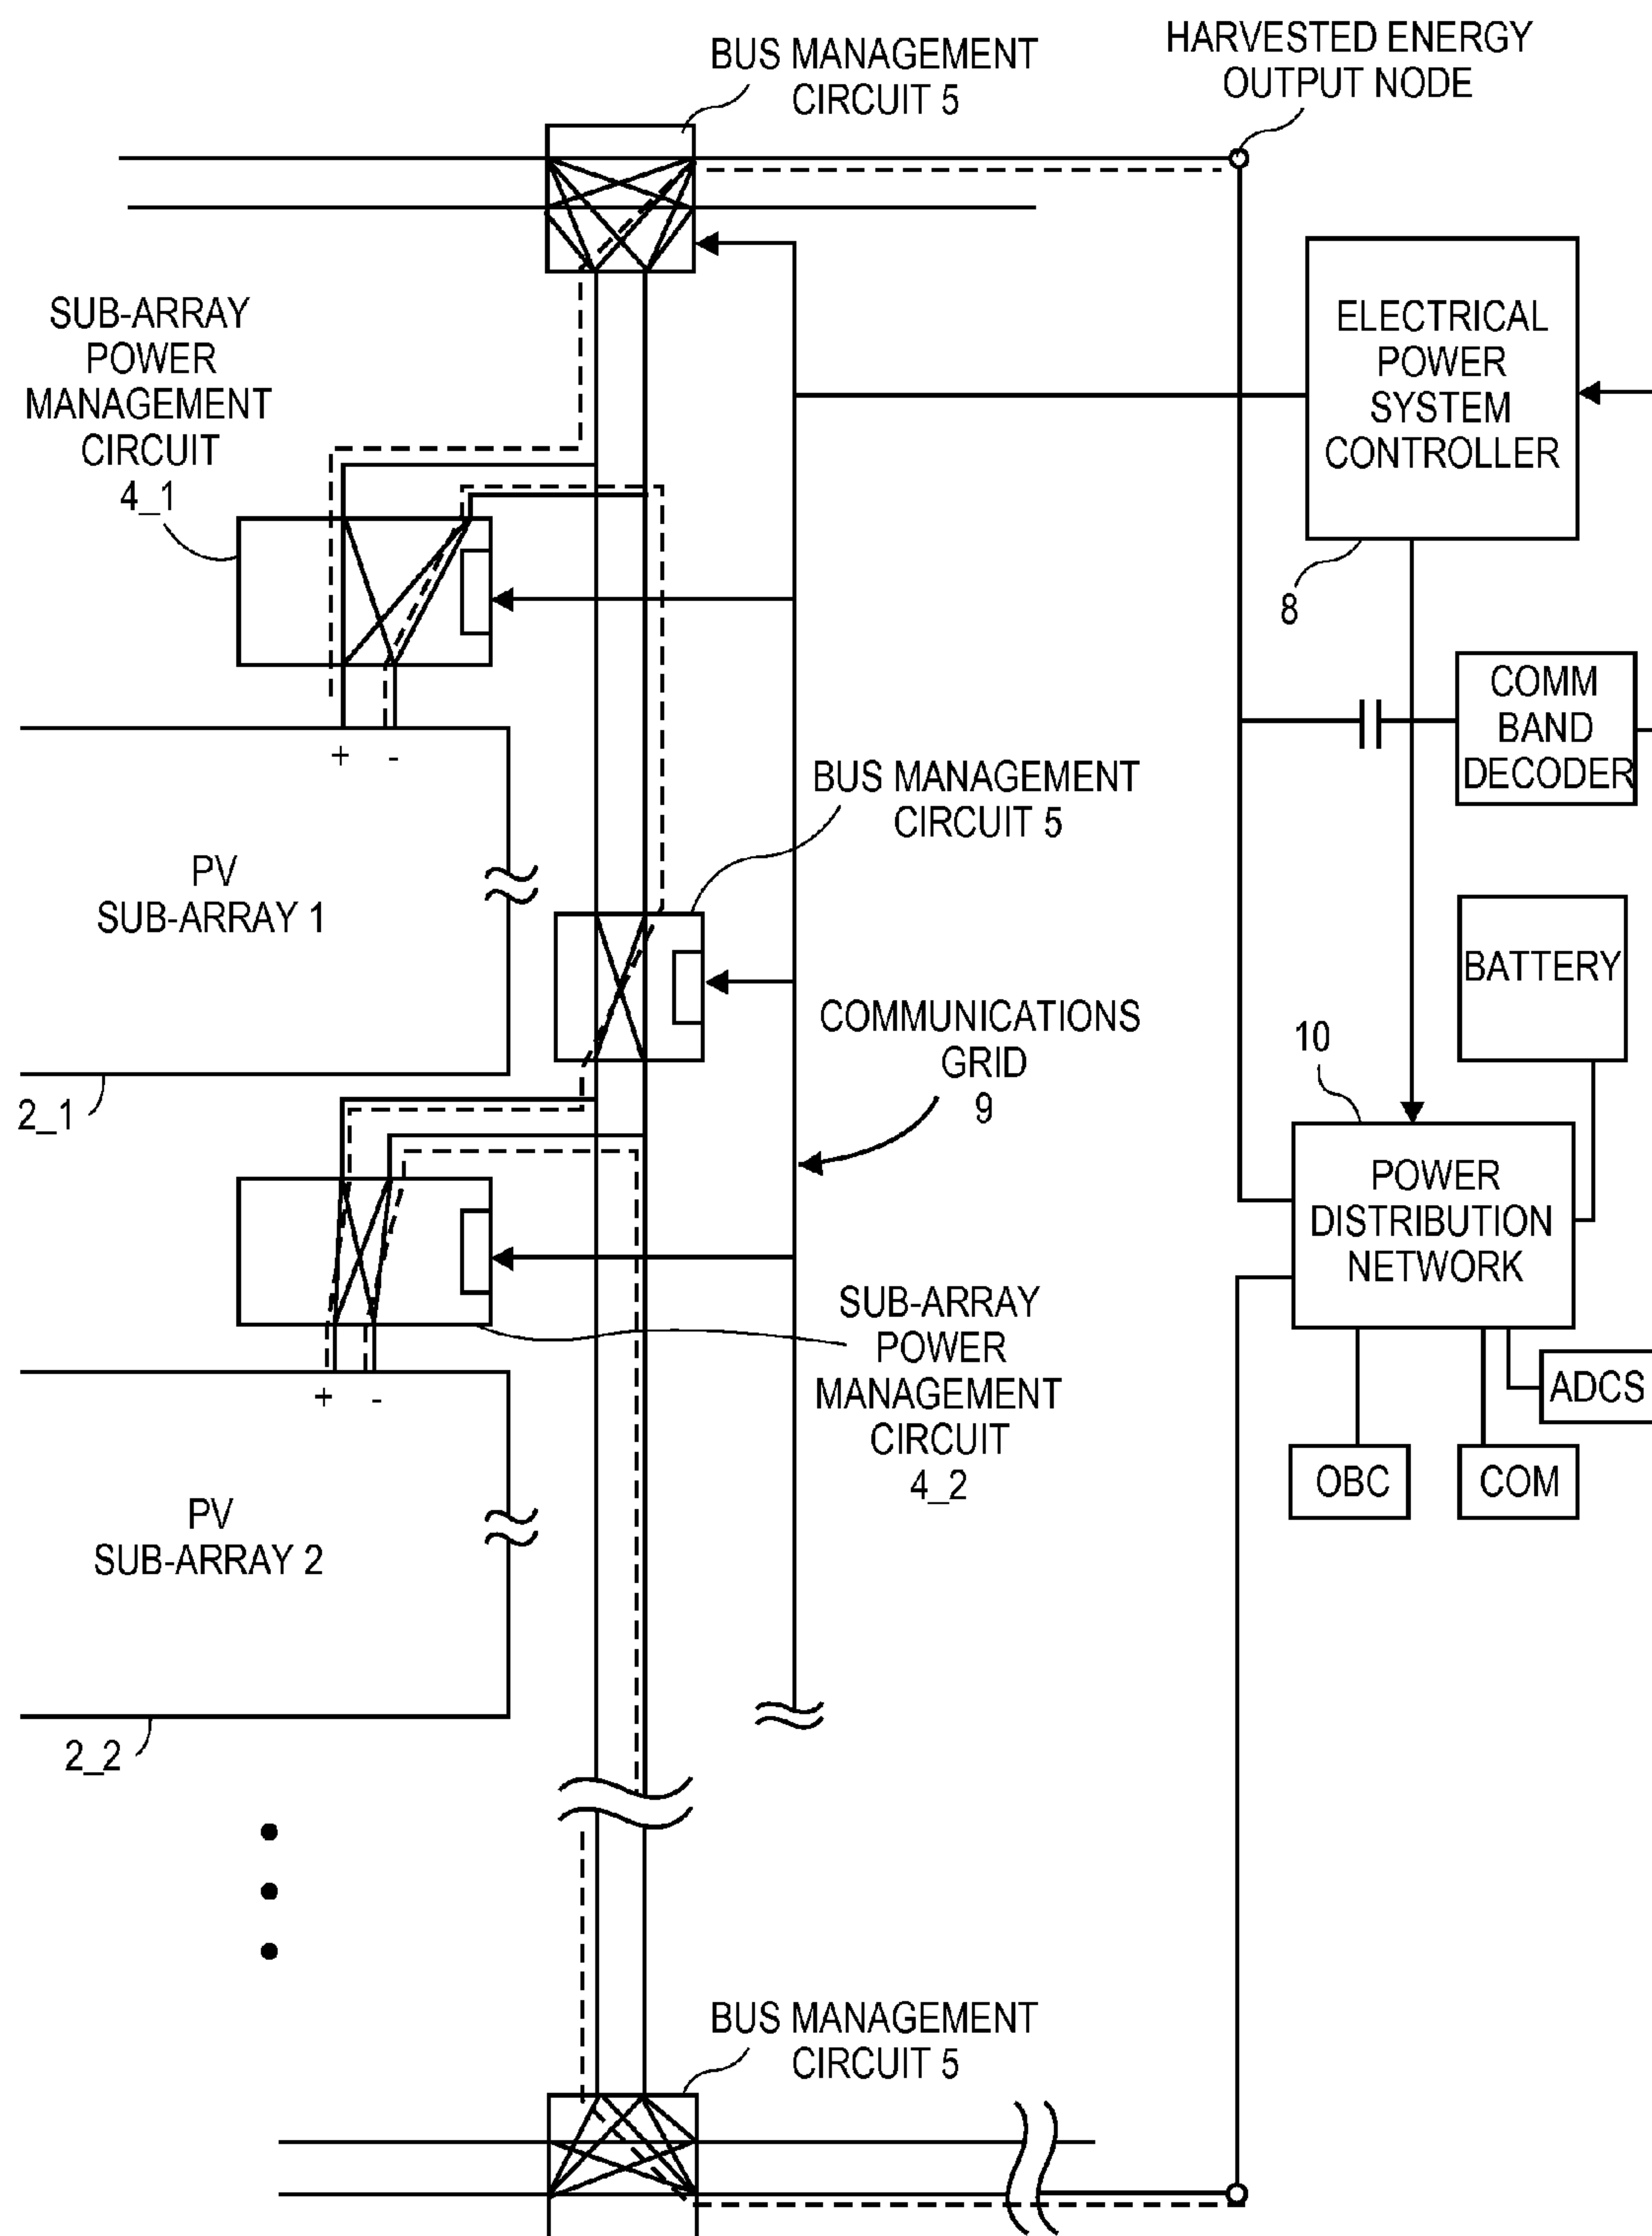 BUS MANAGEMENT
CIRCUIT 5
HARVESTED ENERGY
OUTPUT NODE
SUB-ARRAY
POWER
MANAGEMENT
CIRCUIT
4_1
ELECTRICAL
POWER
SYSTEM
CONTROLLER
8
COMM
BAND
DECODER
+ -
BUS MANAGEMENT
CIRCUIT 5
PV
SUB-ARRAY 1
BATTERY
COMMUNICATIONS
GRID
9
10
2_1
POWER
DISTRIBUTION
NETWORK
SUB-ARRAY
POWER
MANAGEMENT
CIRCUIT
4_2
+ -
ADCS
OBC
COM
PV
SUB-ARRAY 2
2_2
BUS MANAGEMENT
CIRCUIT 5